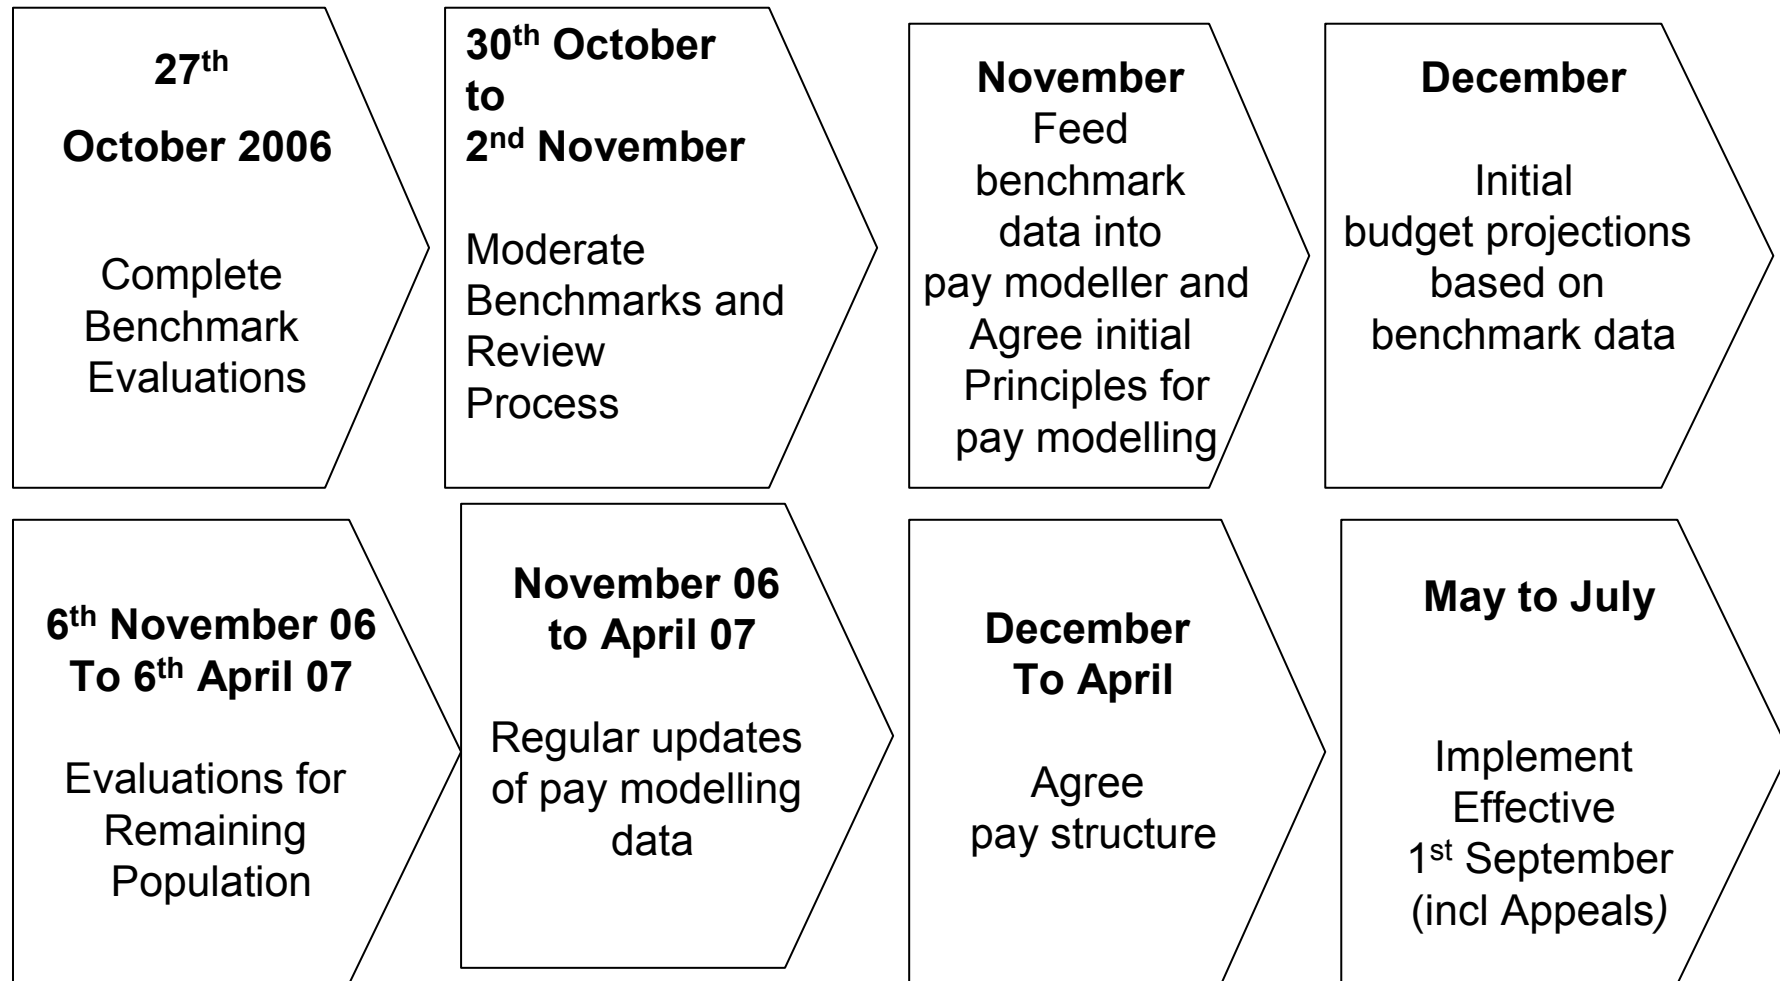 27th
October 2006
Complete
Benchmark
Evaluations
30th October
to
2nd November
Moderate
Benchmarks and
Review
Process
November
Feed
benchmark
data into
pay modeller and
Agree initial
Principles for
pay modelling
December
Initial
budget projections
based on
benchmark data
6th November 06
To 6th April 07
Evaluations for
Remaining
Population
November 06
to April 07
Regular updates
of pay modelling
data
December
To April
Agree
pay structure
May to July
Implement
Effective
1st September
(incl Appeals)